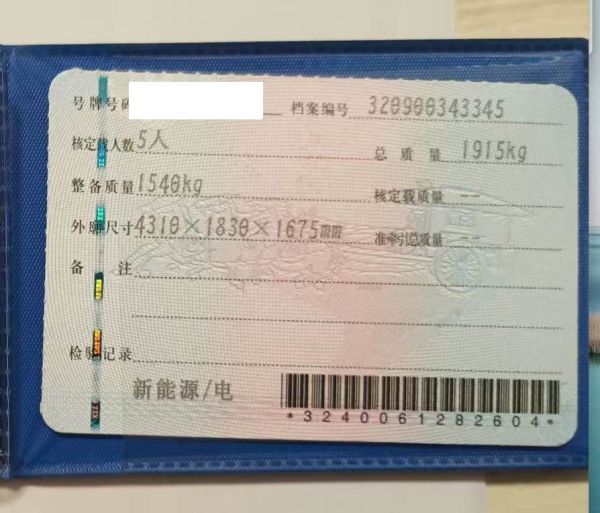 号牌号码 档案编号 320900343345
核定载人数 5人 总质量 1915kg
整备质量 1540kg 核定载质量 --
外廓尺寸 4310×1830×1675mm 准牵引总质量 --
备注
检验记录
新能源/电
*3240061282604*